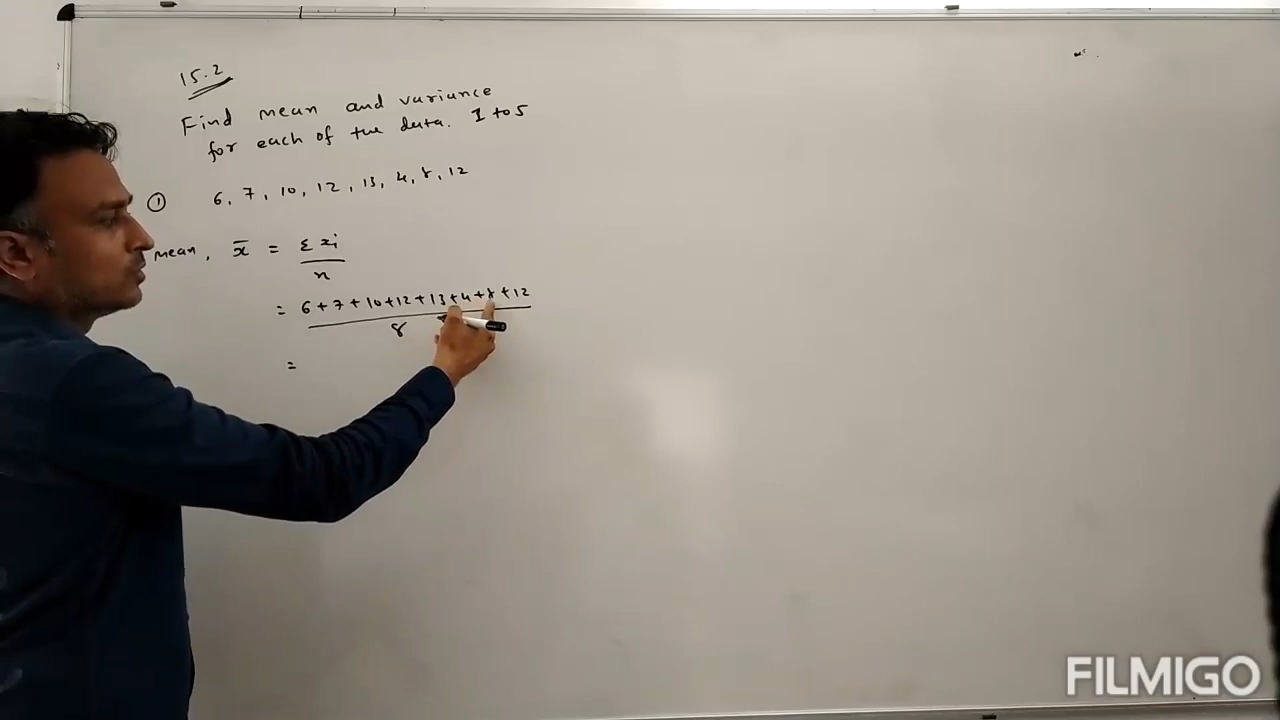 15.2
Find mean and variance
for each of the data. 1 to 5
① 6, 7, 10, 12, 13, 4, 8, 12
mean, x̄ = Σ xi
n
= 6+7+10+12+13+4+8+12
8
=
FILMIGO